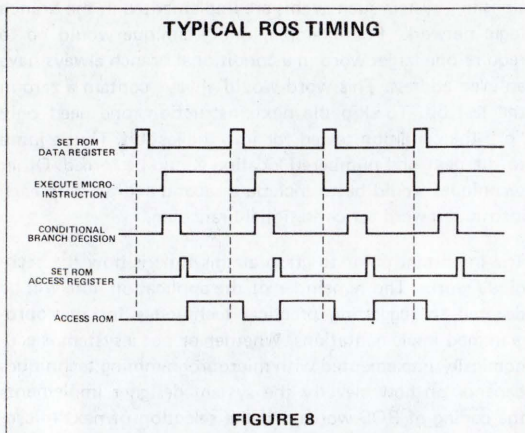 TYPICAL ROS TIMING
AX SET ROM
DATA REGISTER
EXECUTE MICRO-
INSTRUCTION
CONDITIONAL
BRANCH DECISION
SET ROM
ACCESS REGISTER
ACCESS ROM
FIGURE 8